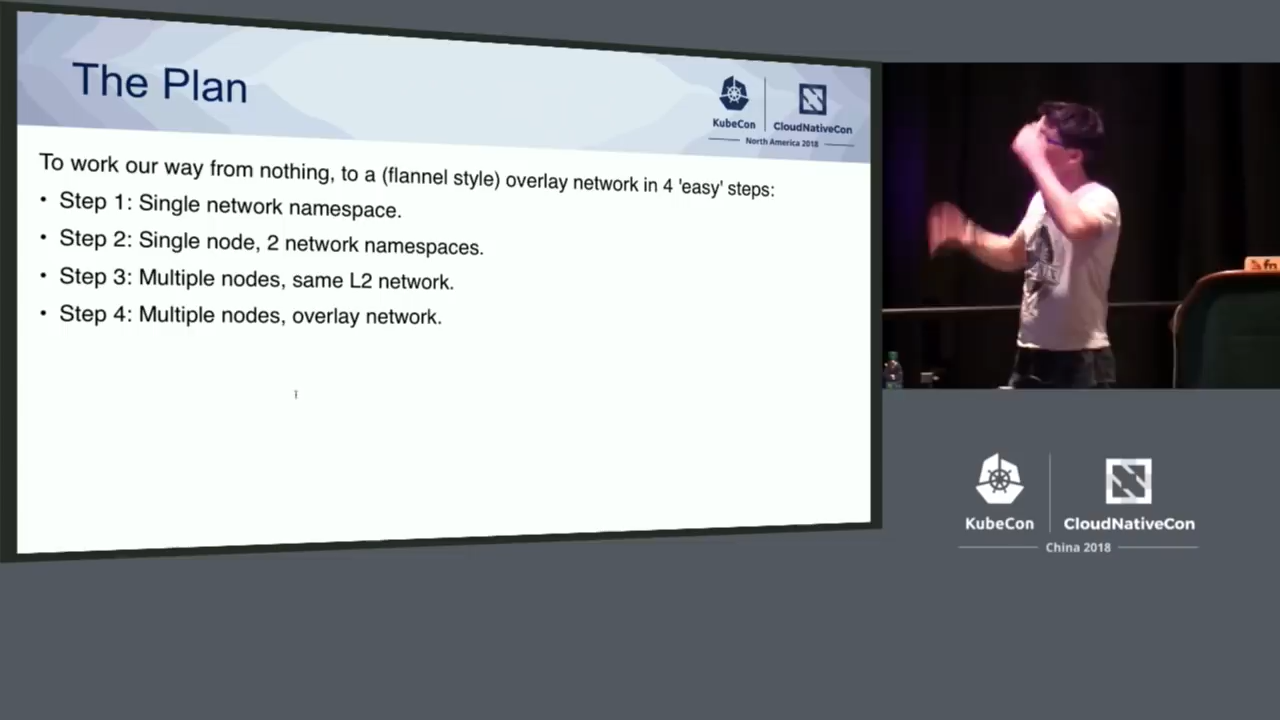 The Plan
KubeCon
CloudNativeCon
North America 2018
To work our way from nothing, to a (flannel style) overlay network in 4 'easy' steps:
• Step 1: Single network namespace.
• Step 2: Single node, 2 network namespaces.
• Step 3: Multiple nodes, same L2 network.
• Step 4: Multiple nodes, overlay network.
fn
KubeCon
CloudNativeCon
China 2018